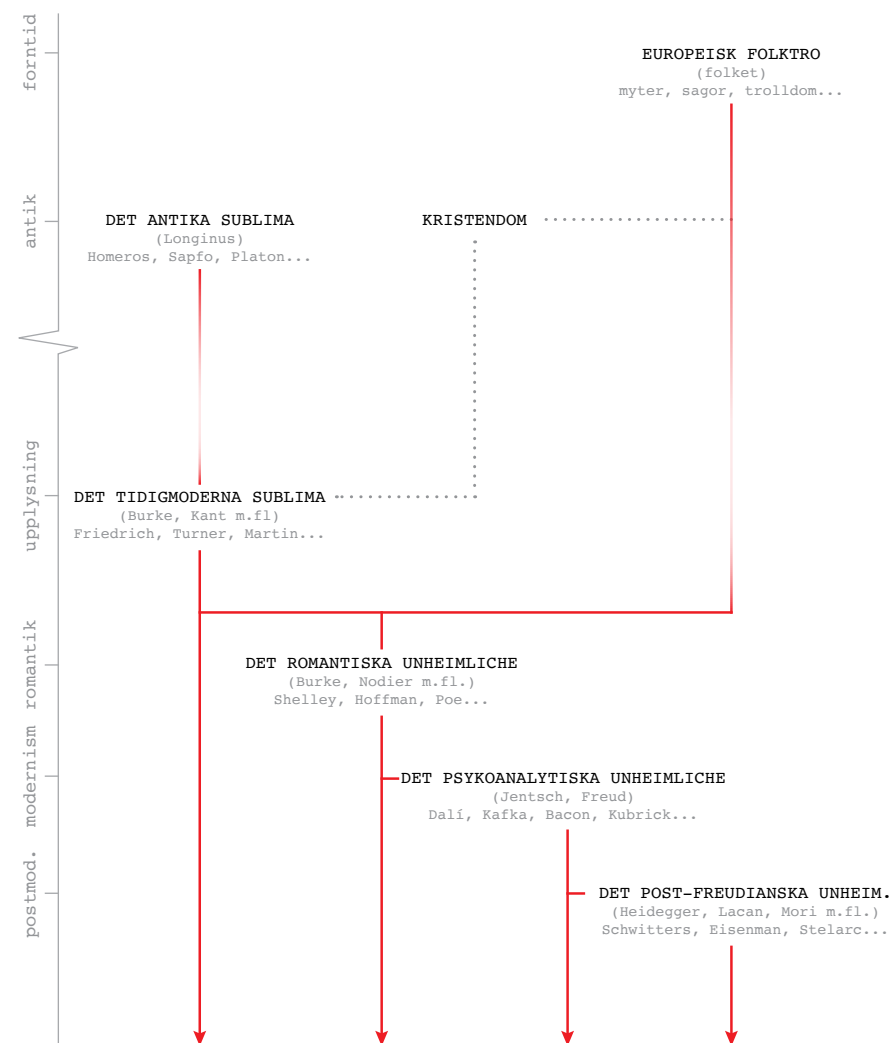 forntid
EUROPEISK FOLKTRO
(folket)
myter, sagor, trolldom...
antik
DET ANTIKA SUBLIMA
(Longinus)
Homeros, Sapfo, Platon...
KRISTENDOM
upplysning
DET TIDIGMODERNA SUBLIMA
(Burke, Kant m.fl)
Friedrich, Turner, Martin...
romantik
DET ROMANTISKA UNHEIMLICHE
(Burke, Nodier m.fl.)
Shelley, Hoffman, Poe...
modernism
DET PSYKOANALYTISKA UNHEIMLICHE
(Jentsch, Freud)
Dalí, Kafka, Bacon, Kubrick...
postmod.
DET POST-FREUDIANSKA UNHEIM.
(Heidegger, Lacan, Mori m.fl.)
Schwitters, Eisenman, Stelarc...